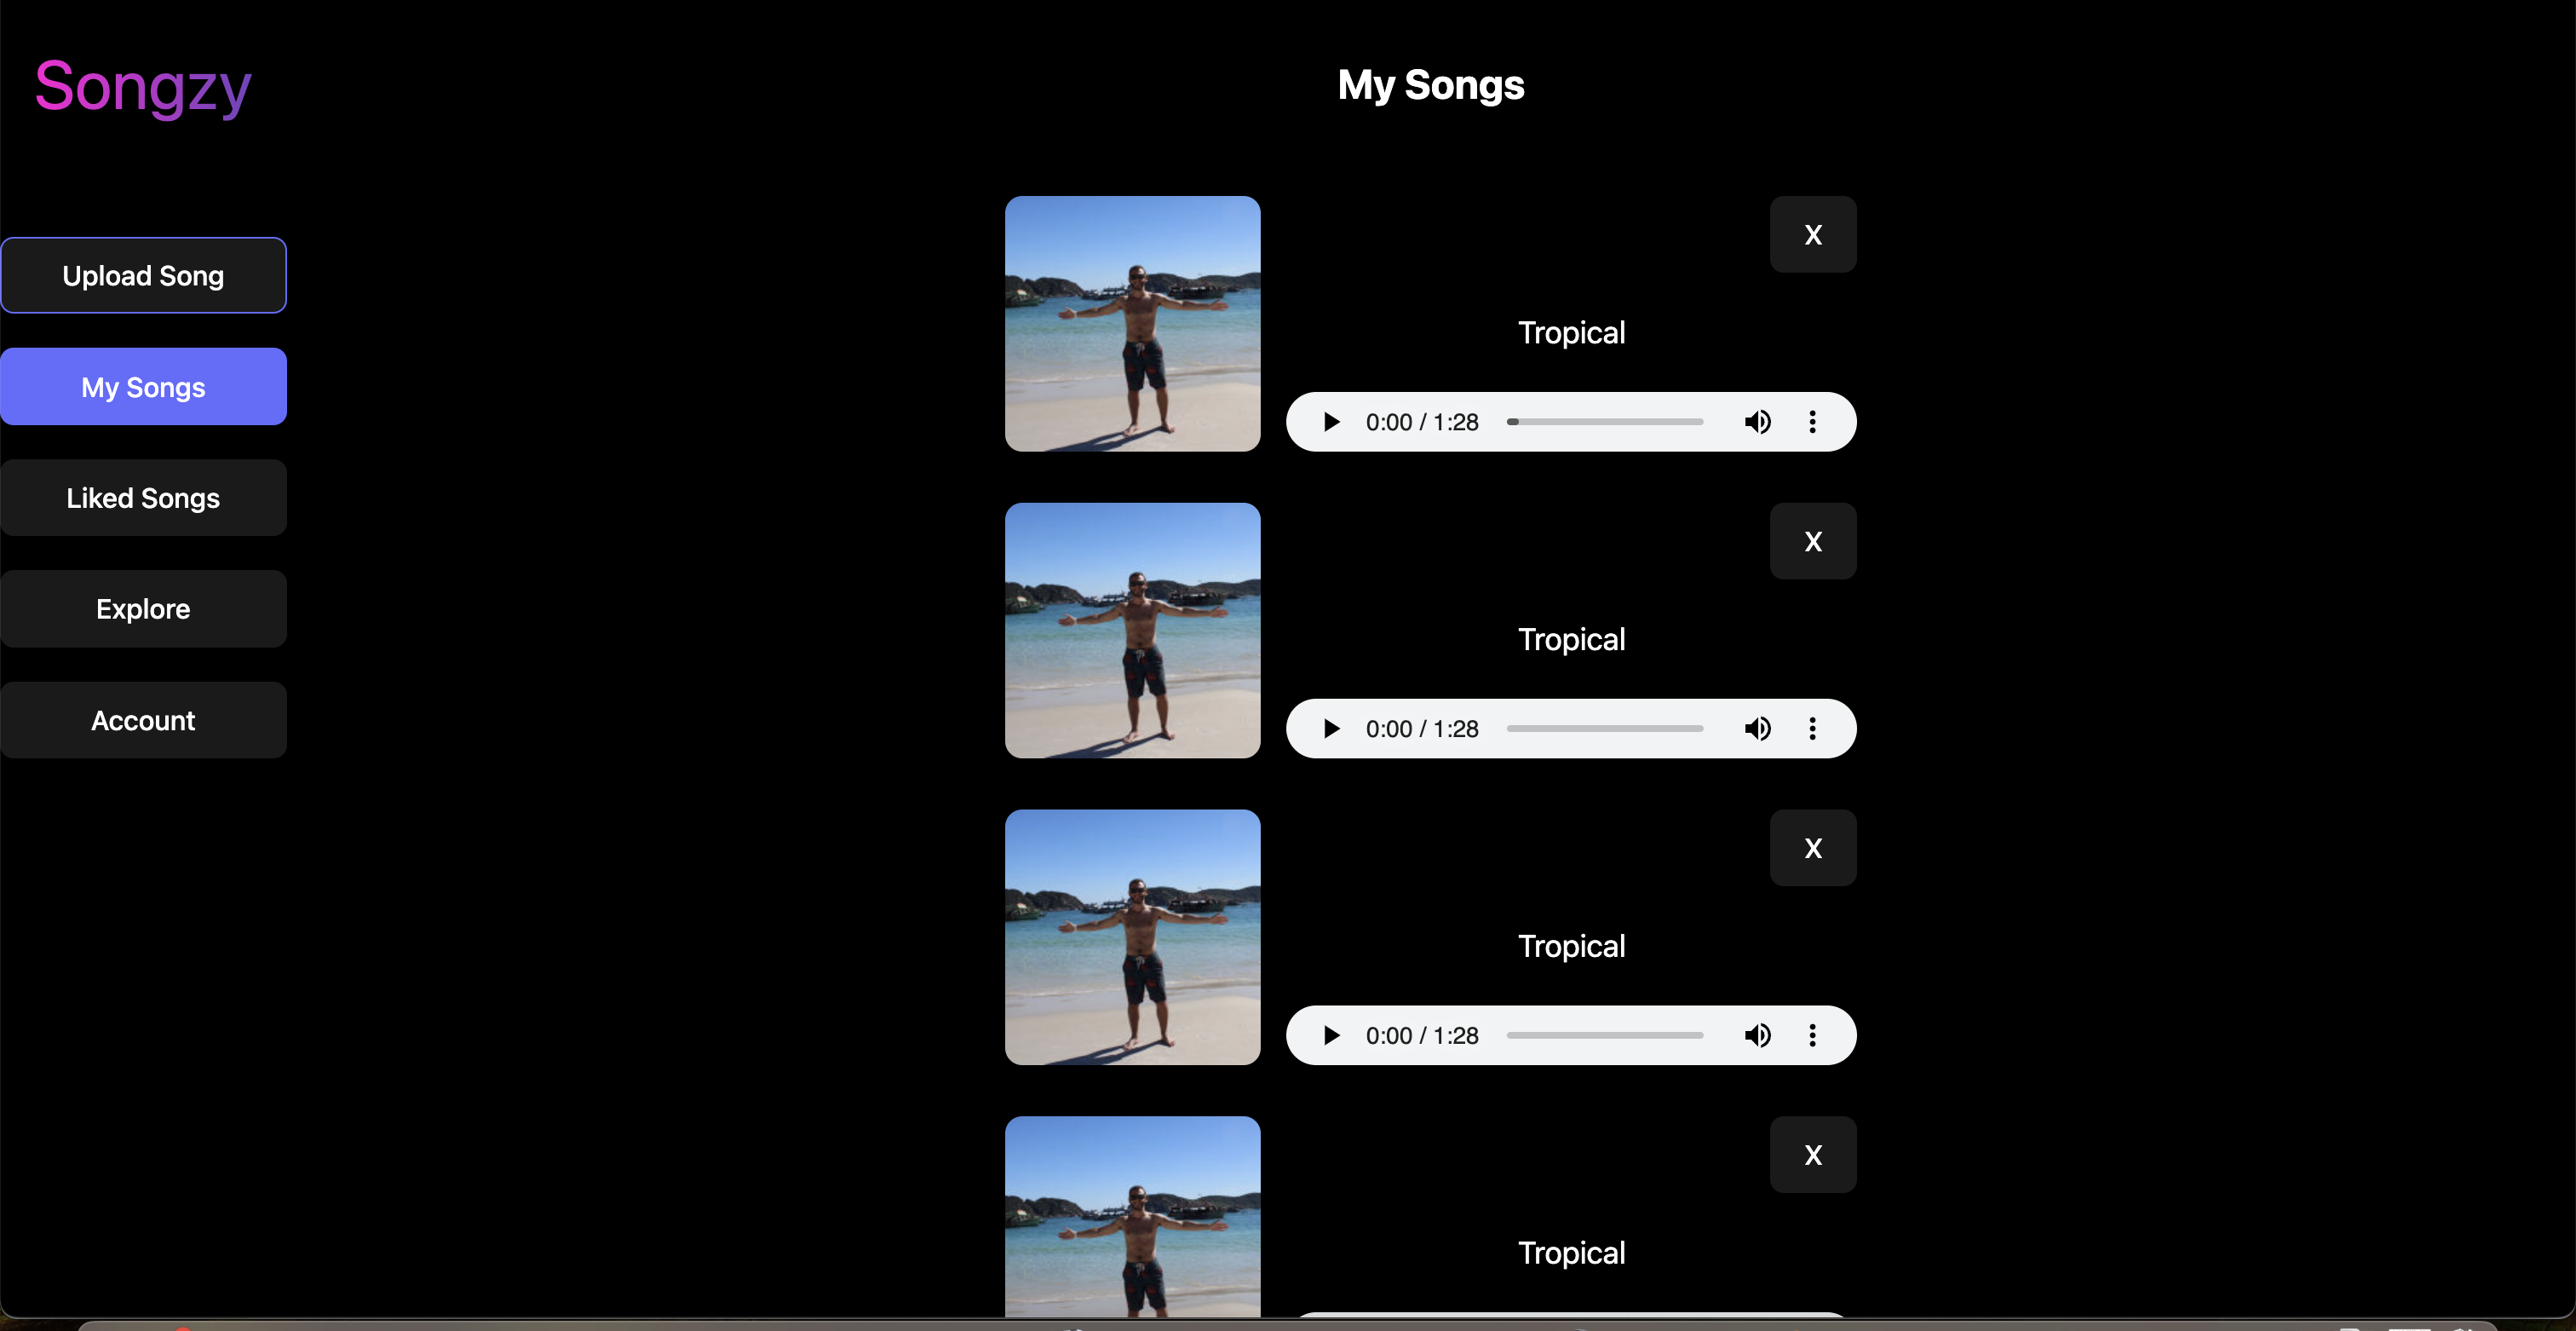 Songzy
My Songs
Upload Song
My Songs
Liked Songs
Explore
Account
X
Tropical
0:00 / 1:28
X
Tropical
0:00 / 1:28
X
Tropical
0:00 / 1:28
X
Tropical